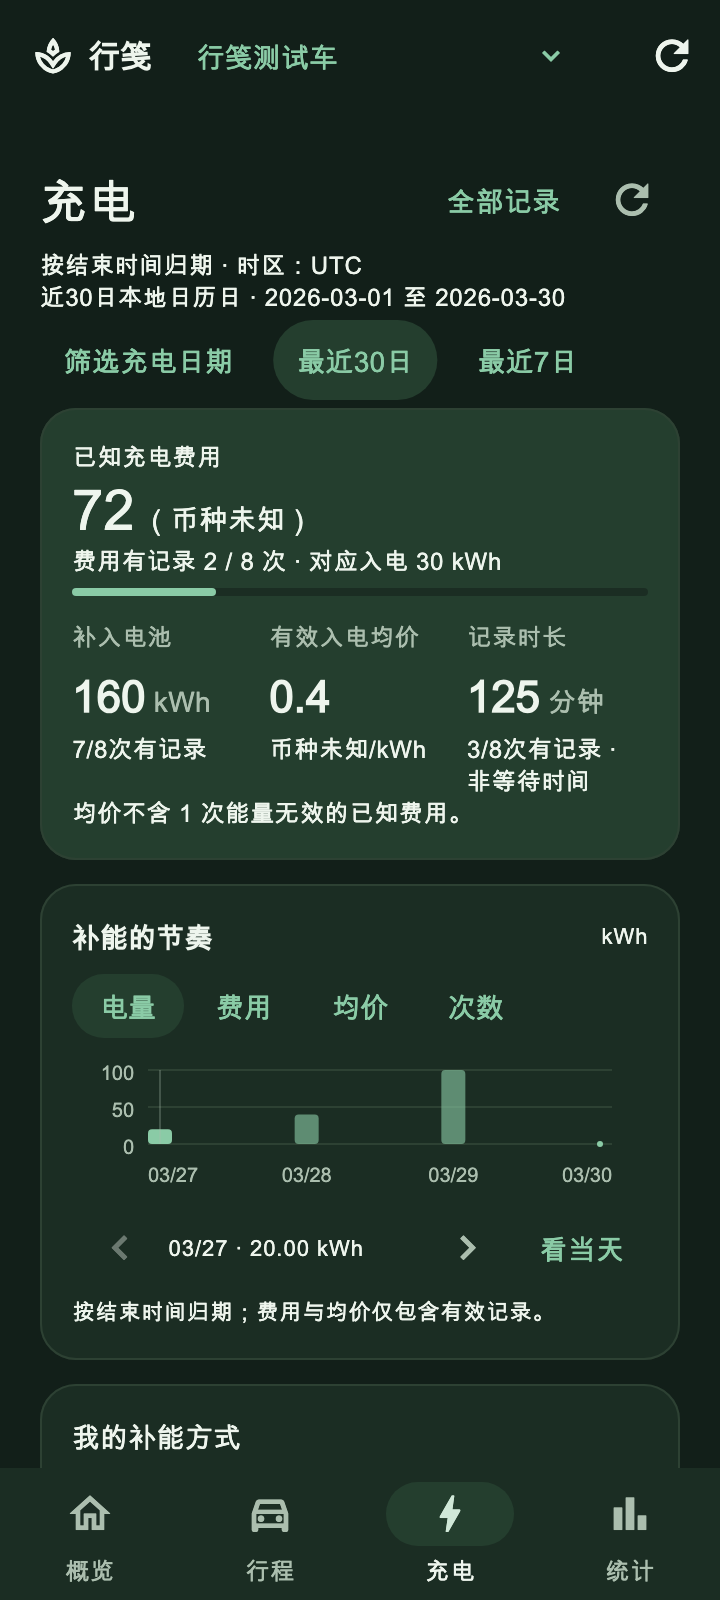 行笺 行笺测试车
充电 全部记录
按结束时间归期 · 时区：UTC
近30日本地日历日 · 2026-03-01 至 2026-03-30
筛选充电日期 最近30日 最近7日
已知充电费用
72（币种未知）
费用有记录 2 / 8 次 · 对应入电 30 kWh
补入电池 有效入电均价 记录时长
160 kWh 0.4 125 分钟
7/8次有记录 币种未知/kWh 3/8次有记录 ·
非等待时间
均价不含 1 次能量无效的已知费用。
补能的节奏 kWh
电量 费用 均价 次数
100
50
0
03/27 03/28 03/29 03/30
03/27 · 20.00 kWh 看当天
按结束时间归期；费用与均价仅包含有效记录。
我的补能方式
概览 行程 充电 统计